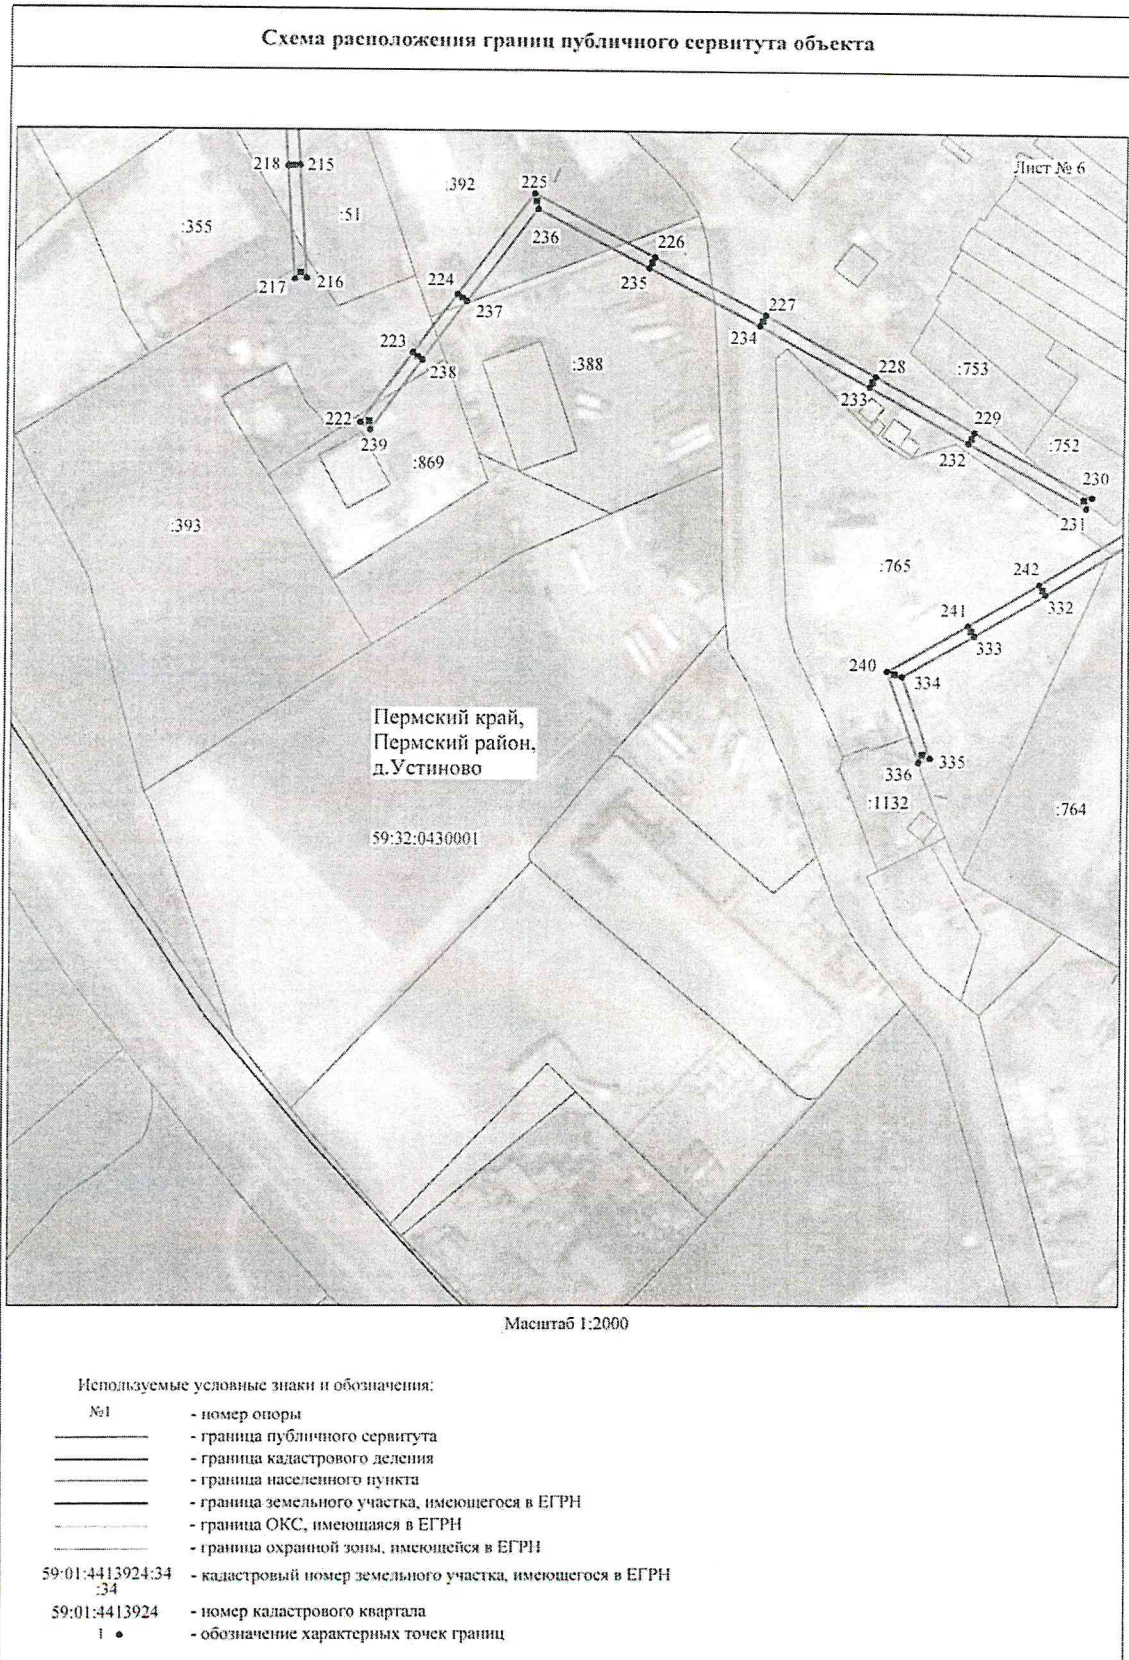 Схема расположения границ публичного сервитута объекта
Лист № 6
218
215
:392
225
:51
:355
236
226
217
216
224
235
237
227
234
223
238
:388
228
:753
233
222
229
239
232
:752
:869
230
231
:393
:765
242
332
241
333
240
334
Пермский край,
Пермский район,
д.Устиново
336
335
:1132
:764
59:32:0430001
Масштаб 1:2000
Используемые условные знаки и обозначения:
№1 - номер опоры
- граница публичного сервитута
- граница кадастрового деления
- граница населенного пункта
- граница земельного участка, имеющегося в ЕГРН
- граница ОКС, имеющаяся в ЕГРН
- граница охранной зоны, имеющейся в ЕГРН
59:01:4413924:34 - кадастровый номер земельного участка, имеющегося в ЕГРН
:34
59:01:4413924 - номер кадастрового квартала
1 - обозначение характерных точек границ